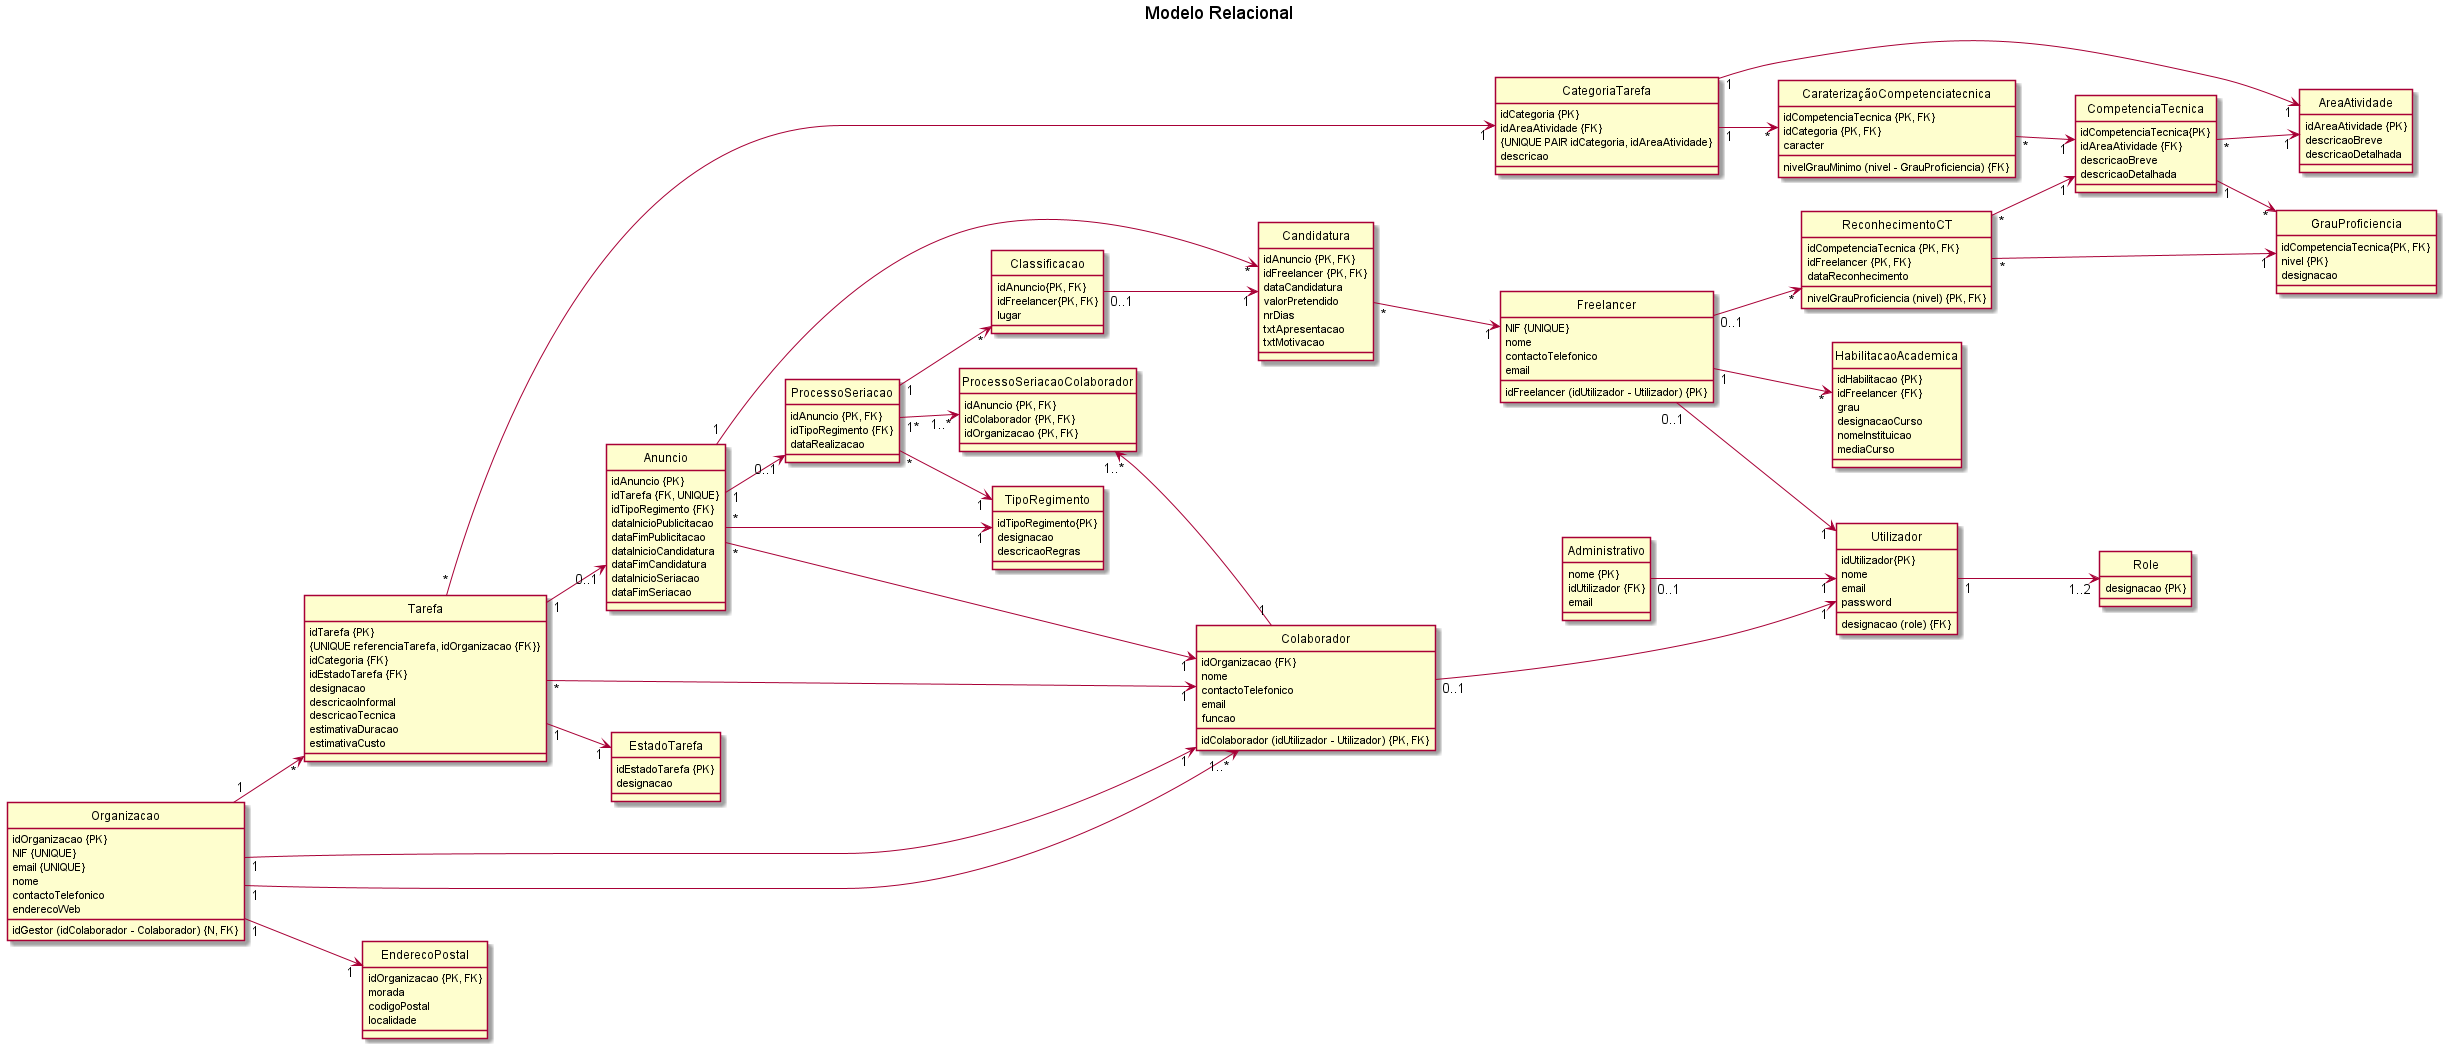 Modelo Relacional
CategoriaTarefa
idCategoria {PK}
idAreaAtividade {FK}
{UNIQUE PAIR idCategoria, idAreaAtividade}
descricao
CaraterizaçãoCompetenciatecnica
idCompetenciaTecnica {PK, FK}
idCategoria {PK, FK}
caracter
nivelGrauMinimo (nivel - GrauProficiencia) {FK}
CompetenciaTecnica
idCompetenciaTecnica{PK}
idAreaAtividade {FK}
descricaoBreve
descricaoDetalhada
AreaAtividade
idAreaAtividade {PK}
descricaoBreve
descricaoDetalhada
1
1
1
1
*
*
1
*
1
1
*
GrauProficiencia
idCompetenciaTecnica{PK, FK}
nivel {PK}
designacao
ReconhecimentoCT
idCompetenciaTecnica {PK, FK}
idFreelancer {PK, FK}
dataReconhecimento
nivelGrauProficiencia (nivel) {PK, FK}
*
1
*
1
Candidatura
idAnuncio {PK, FK}
idFreelancer {PK, FK}
dataCandidatura
valorPretendido
nrDias
txtApresentacao
txtMotivacao
Classificacao
idAnuncio{PK, FK}
idFreelancer{PK, FK}
lugar
0..1
1
*
*
1
Freelancer
NIF {UNIQUE}
nome
contactoTelefonico
email
idFreelancer (idUtilizador - Utilizador) {PK}
0..1
*
1
*
0..1
1
HabilitacaoAcademica
idHabilitacao {PK}
idFreelancer {FK}
grau
designacaoCurso
nomeInstituicao
mediaCurso
ProcessoSeriacao
idAnuncio {PK, FK}
idTipoRegimento {FK}
dataRealizacao
1
*
1*
1..*
*
1
ProcessoSeriacaoColaborador
idAnuncio {PK, FK}
idColaborador {PK, FK}
idOrganizacao {PK, FK}
1..*
1
TipoRegimento
idTipoRegimento{PK}
designacao
descricaoRegras
Anuncio
idAnuncio {PK}
idTarefa {FK, UNIQUE}
idTipoRegimento {FK}
dataInicioPublicitacao
dataFimPublicitacao
dataInicioCandidatura
dataFimCandidatura
dataInicioSeriacao
dataFimSeriacao
1
1
0..1
*
1
*
1
Administrativo
nome {PK}
idUtilizador {FK}
email
0..1
1
Utilizador
idUtilizador{PK}
nome
email
password
designacao (role) {FK}
1
1..2
Role
designacao {PK}
Tarefa
idTarefa {PK}
{UNIQUE referenciaTarefa, idOrganizacao {FK}}
idCategoria {FK}
idEstadoTarefa {FK}
designacao
descricaoInformal
descricaoTecnica
estimativaDuracao
estimativaCusto
*
1
0..1
*
1
1
1
EstadoTarefa
idEstadoTarefa {PK}
designacao
Colaborador
idOrganizacao {FK}
nome
contactoTelefonico
email
funcao
idColaborador (idUtilizador - Utilizador) {PK, FK}
0..1
1
Organizacao
idOrganizacao {PK}
NIF {UNIQUE}
email {UNIQUE}
nome
contactoTelefonico
enderecoWeb
idGestor (idColaborador - Colaborador) {N, FK}
1
*
1
1
1
1..*
1
1
EnderecoPostal
idOrganizacao {PK, FK}
morada
codigoPostal
localidade